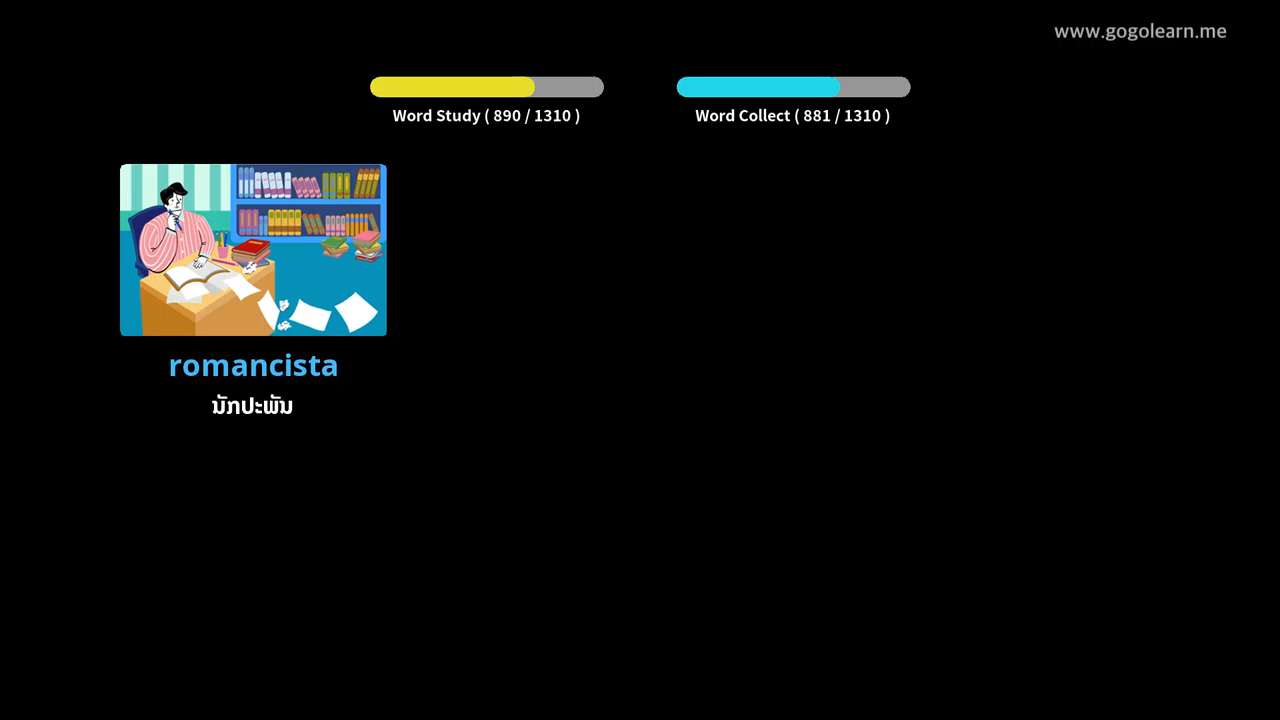 www.gogolearn.me
Word Study ( 890 / 1310 )
Word Collect ( 881 / 1310 )
romancista
ນັກປະພັນ